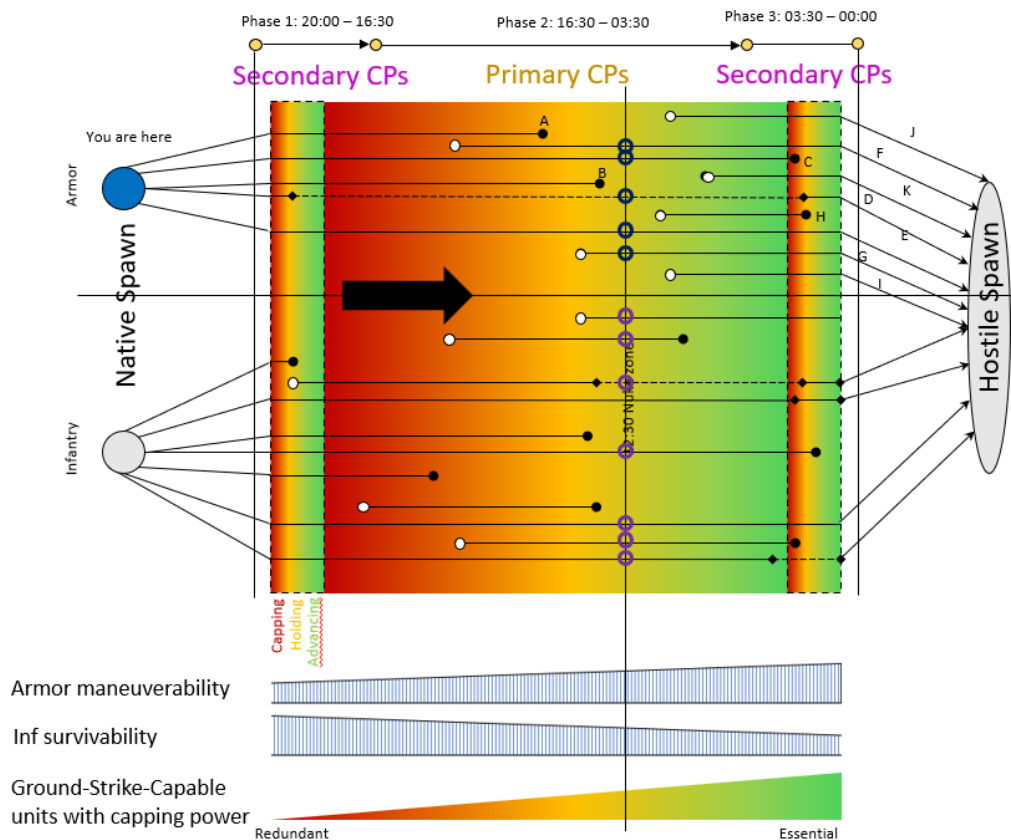 Phase 1: 20:00 – 16:30
Phase 2: 16:30 – 03:30
Phase 3: 03:30 – 00:00
Secondary CPs
Primary CPs
Secondary CPs
You are here
Armor
Native Spawn
Infantry
A
B
C
H
J
F
K
D
E
G
I
Hostile Spawn
Capping
Holding
Advancing
Armor maneuverability
Inf survivability
Ground-Strike-Capable
units with capping power
Redundant
Essential